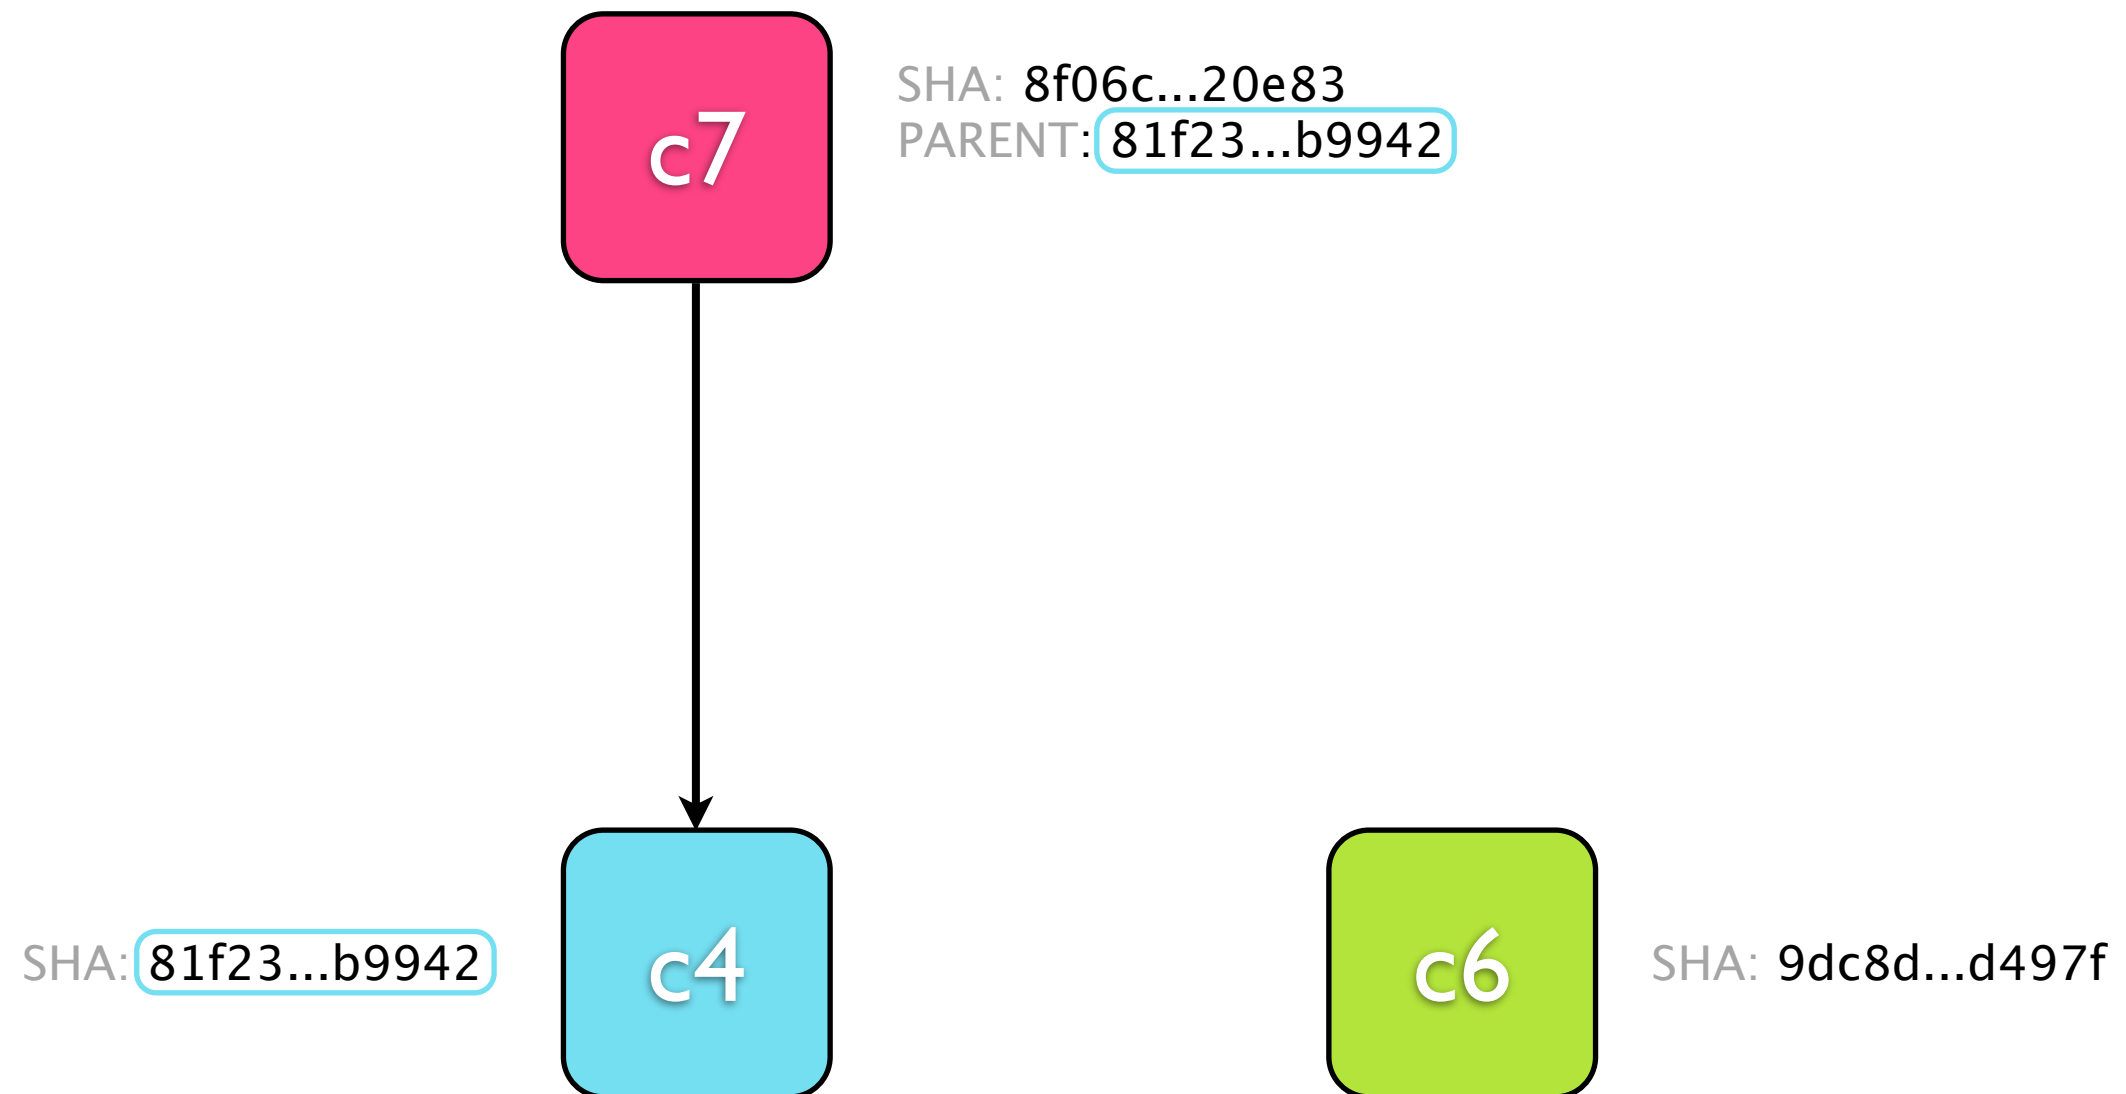 c7
SHA: 8f06c...20e83
PARENT: 81f23...b9942
SHA: 81f23...b9942
c4
c6
SHA: 9dc8d...d497f